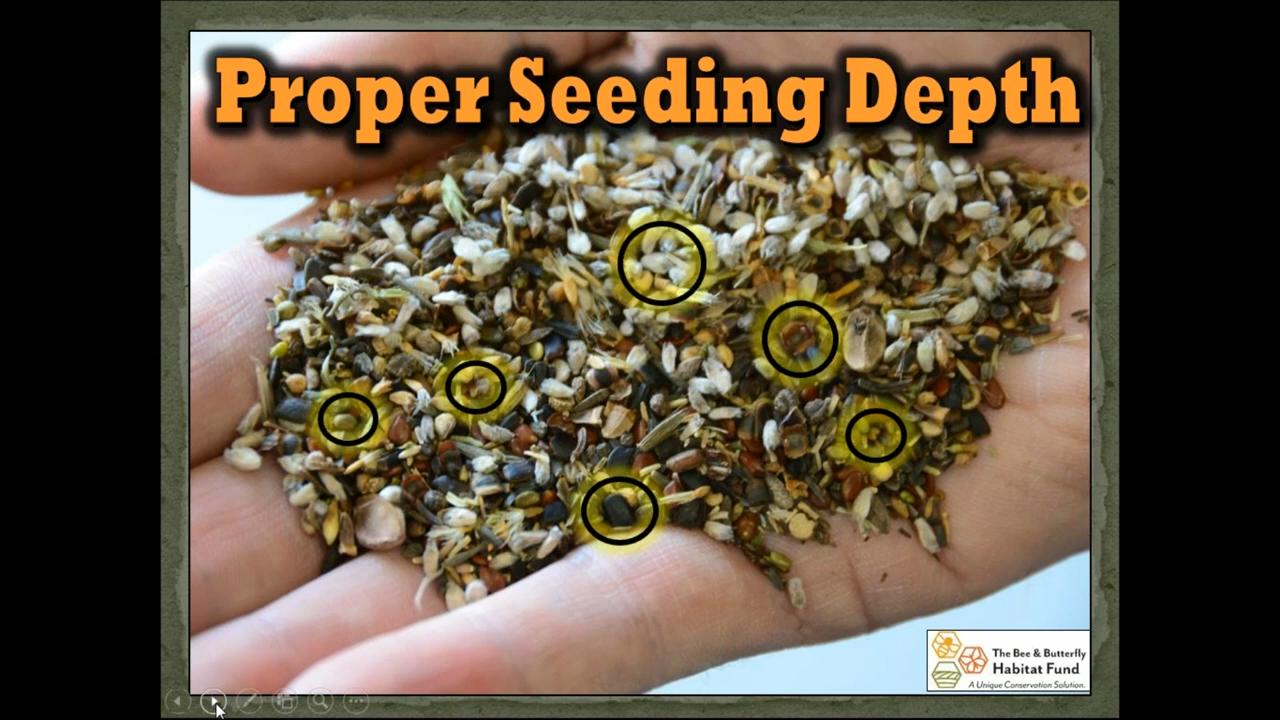 Proper Seeding Depth
The Bee & Butterfly
Habitat Fund
A Unique Conservation Solution.